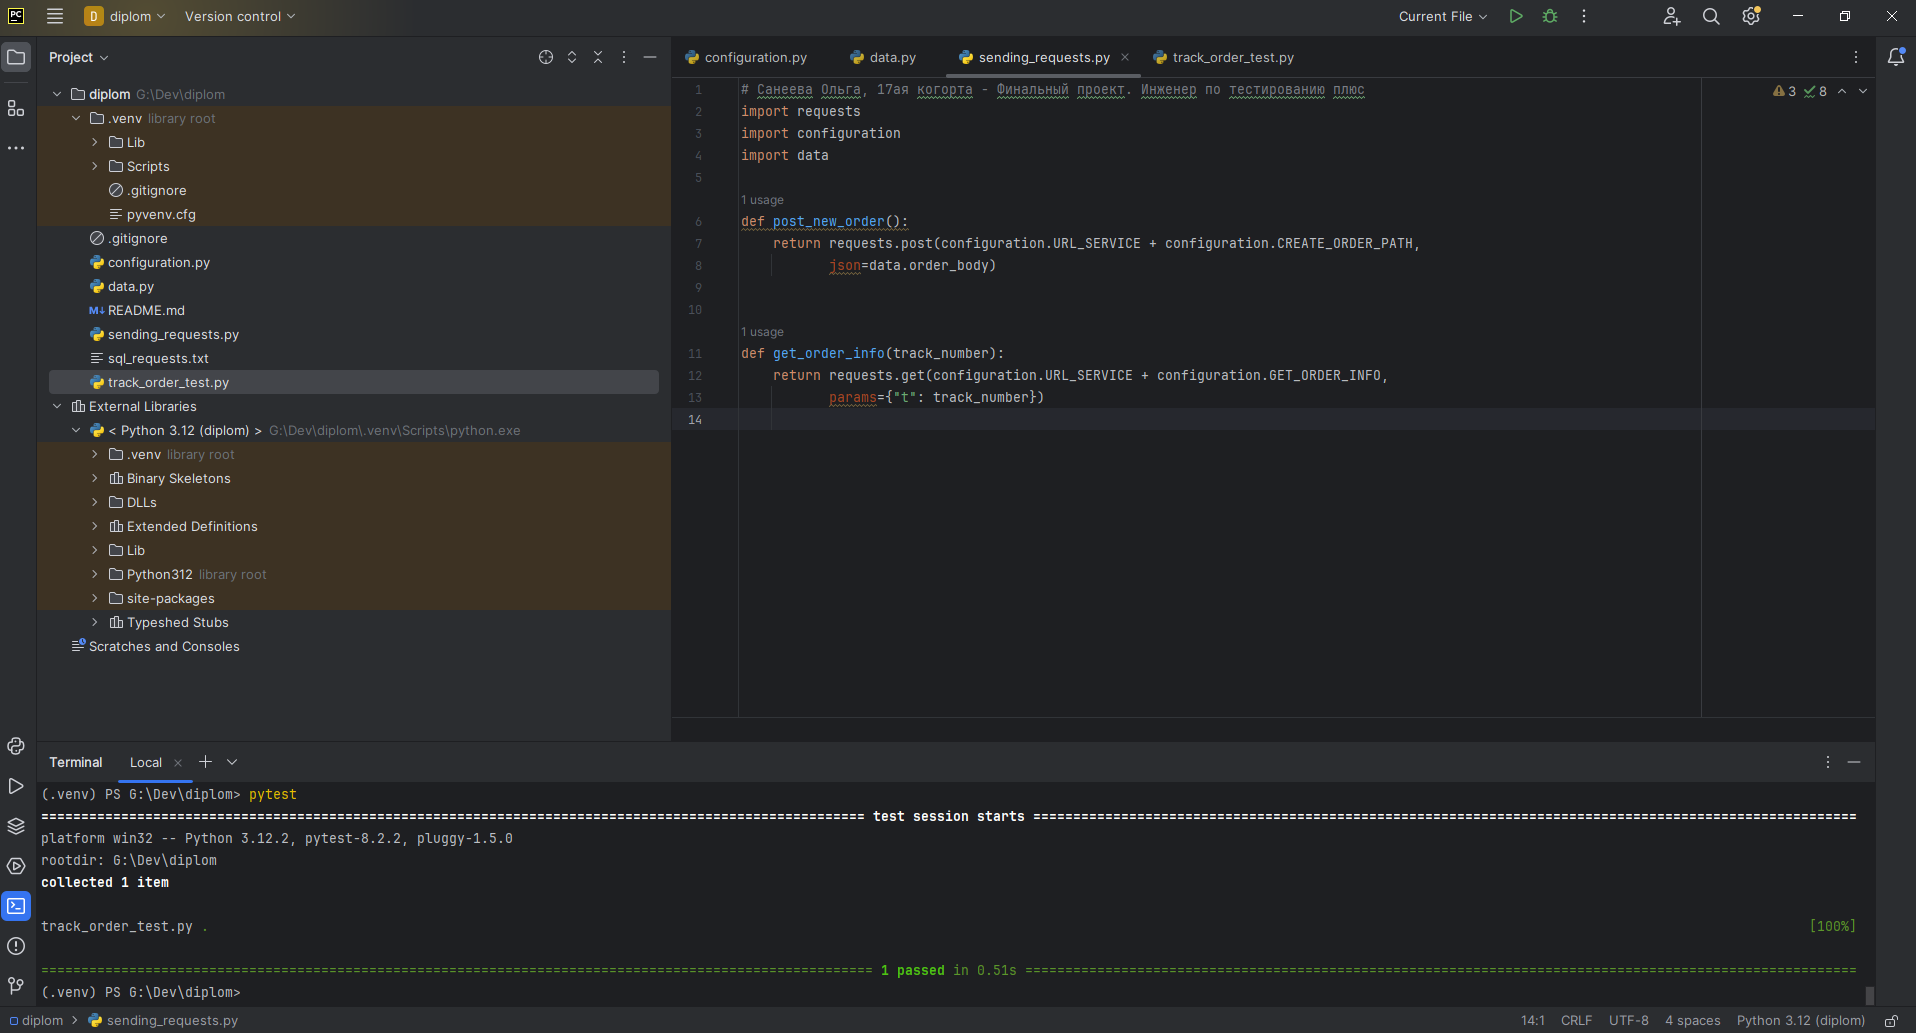 PC
D diplom
Version control
Current File
Project
configuration.py
data.py
sending_requests.py
track_order_test.py
diplom G:\Dev\diplom
.venv library root
Lib
Scripts
.gitignore
pyvenv.cfg
.gitignore
configuration.py
data.py
M↓ README.md
sending_requests.py
sql_requests.txt
track_order_test.py
External Libraries
< Python 3.12 (diplom) > G:\Dev\diplom\.venv\Scripts\python.exe
.venv library root
Binary Skeletons
DLLs
Extended Definitions
Lib
Python312 library root
site-packages
Typeshed Stubs
Scratches and Consoles
3 8
1 # Санеева Ольга, 17ая когорта - Финальный проект. Инженер по тестированию плюс
2 import requests
3 import configuration
4 import data
5
1 usage
6 def post_new_order():
7 return requests.post(configuration.URL_SERVICE + configuration.CREATE_ORDER_PATH,
8 json=data.order_body)
9
10
1 usage
11 def get_order_info(track_number):
12 return requests.get(configuration.URL_SERVICE + configuration.GET_ORDER_INFO,
13 params={"t": track_number})
14
Terminal
Local
(.venv) PS G:\Dev\diplom> pytest
======================================================================================================= test session starts =======================================================================================================
platform win32 -- Python 3.12.2, pytest-8.2.2, pluggy-1.5.0
rootdir: G:\Dev\diplom
collected 1 item
track_order_test.py . [100%]
======================================================================================================== 1 passed in 0.51s ========================================================================================================
(.venv) PS G:\Dev\diplom>
diplom > sending_requests.py
14:1 CRLF UTF-8 4 spaces Python 3.12 (diplom)